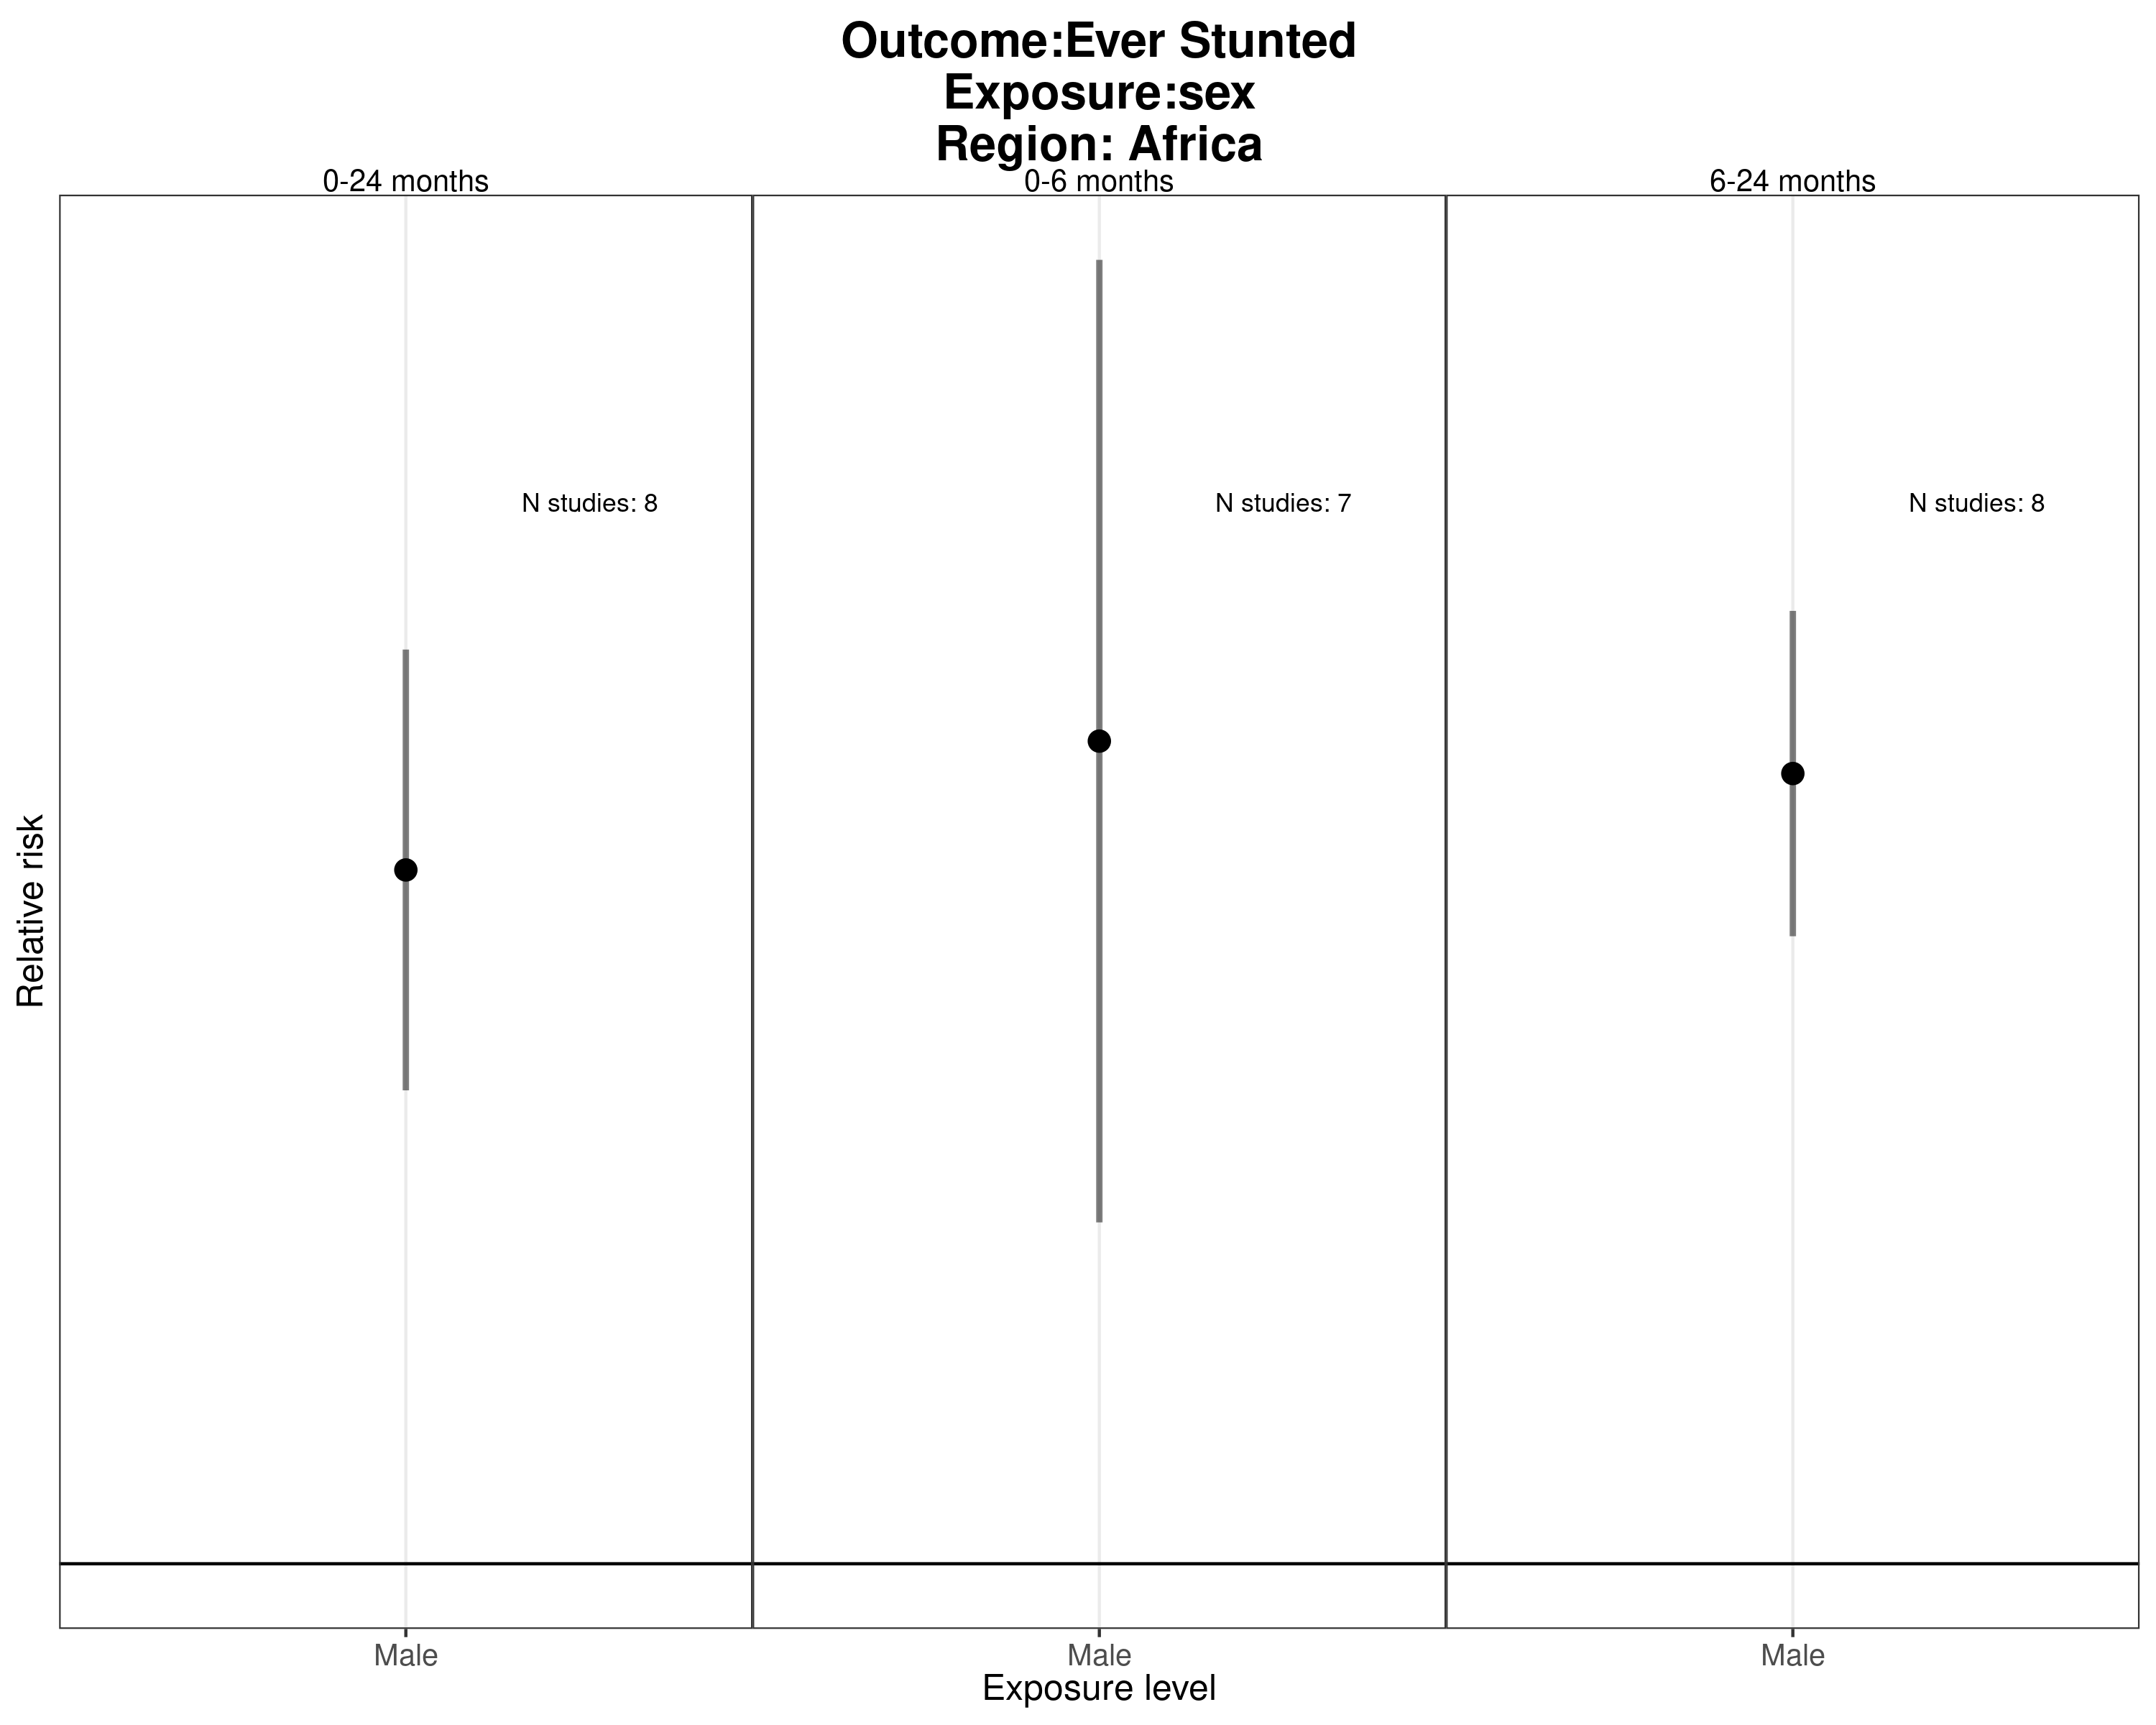 Outcome:Ever Stunted
Exposure:sex
Region: Africa
0-24 months
0-6 months
6-24 months
N studies: 8
N studies: 7
N studies: 8
Relative risk
Male
Male
Male
Exposure level